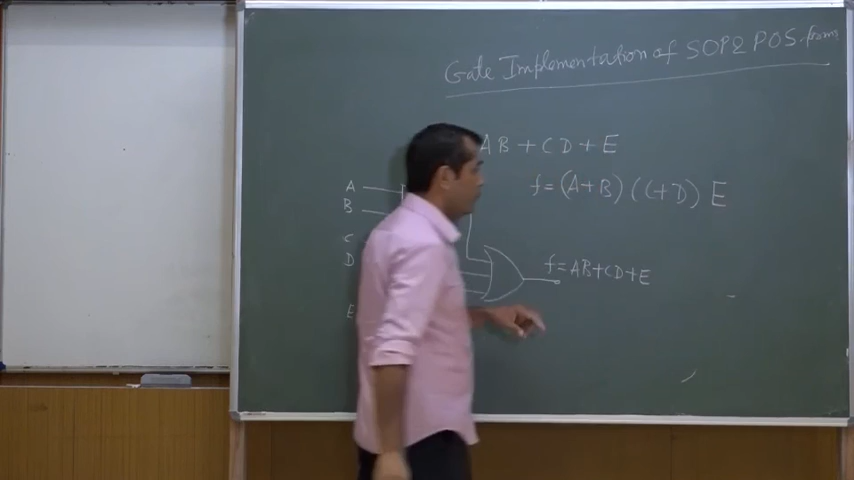 Gate Implementation of SOP & POS form
AB + CD + E
f = (A+B) (C+D) E
A
B
C
D
E
f = AB+CD+E